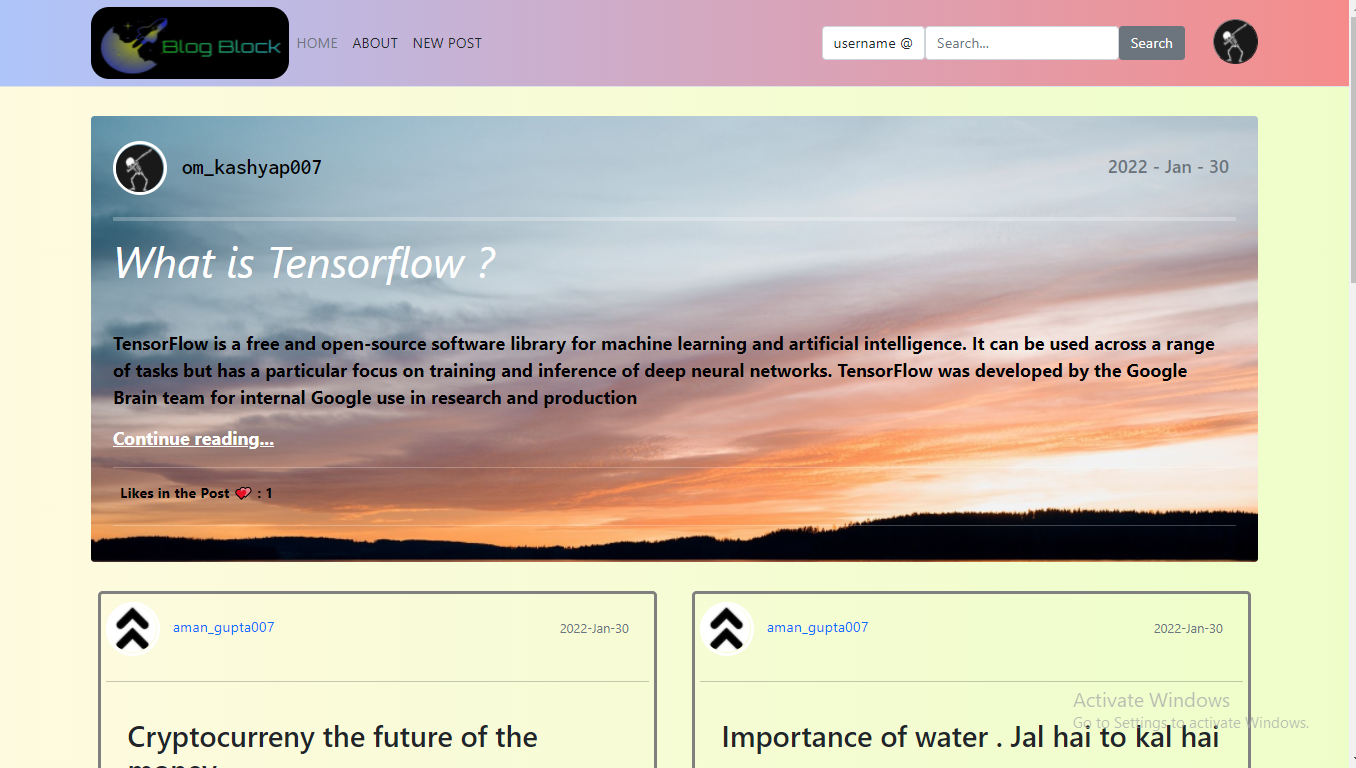 Blog Block HOME ABOUT NEW POST username @ Search... Search
om_kashyap007 2022 - Jan - 30
What is Tensorflow ?
TensorFlow is a free and open-source software library for machine learning and artificial intelligence. It can be used across a range
of tasks but has a particular focus on training and inference of deep neural networks. TensorFlow was developed by the Google
Brain team for internal Google use in research and production
Continue reading...
Likes in the Post 💕 : 1
aman_gupta007 2022-Jan-30
Cryptocurreny the future of the
money
aman_gupta007 2022-Jan-30
Importance of water . Jal hai to kal hai
Activate Windows
Go to Settings to activate Windows.